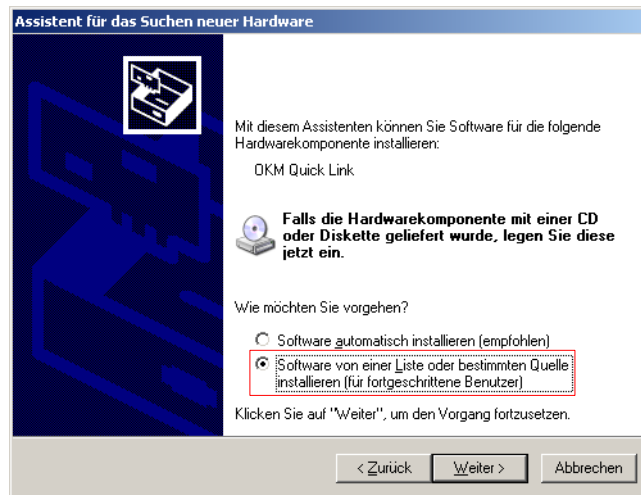 Assistent für das Suchen neuer Hardware
Mit diesem Assistenten können Sie Software für die folgende
Hardwarekomponente installieren:
OKM Quick Link
Falls die Hardwarekomponente mit einer CD
oder Diskette geliefert wurde, legen Sie diese
jetzt ein.
Wie möchten Sie vorgehen?
Software automatisch installieren (empfohlen)
Software von einer Liste oder bestimmten Quelle
installieren (für fortgeschrittene Benutzer)
Klicken Sie auf "Weiter", um den Vorgang fortzusetzen.
< Zurück Weiter > Abbrechen